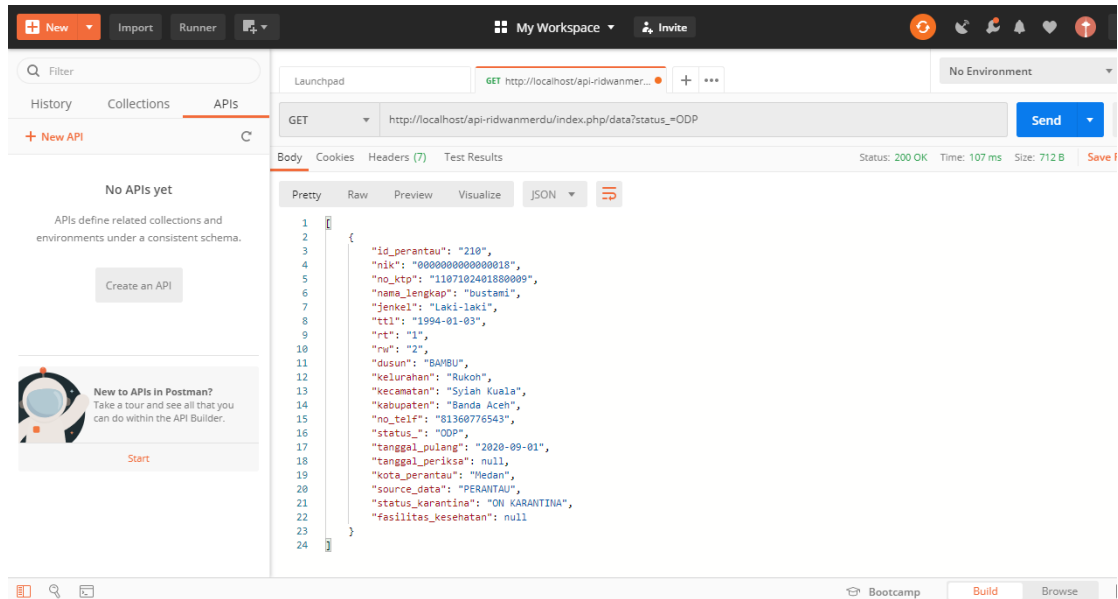 New Import Runner My Workspace Invite
Filter
History Collections APIs
+ New API
No APIs yet
APIs define related collections and
environments under a consistent schema.
Create an API
New to APIs in Postman?
Take a tour and see all that you
can do within the API Builder.
Start
Launchpad GET http://localhost/api-ridwanmer... + ••• No Environment
GET http://localhost/api-ridwanmerdu/index.php/data?status_=ODP Send
Body Cookies Headers (7) Test Results Status: 200 OK Time: 107 ms Size: 712 B Save
Pretty Raw Preview Visualize JSON
1 [
2 {
3 "id_perantau": "210",
4 "nik": "0000000000000018",
5 "no_ktp": "1107102401880009",
6 "nama_lengkap": "bustami",
7 "jenkel": "Laki-laki",
8 "ttl": "1994-01-03",
9 "rt": "1",
10 "rw": "2",
11 "dusun": "BAMBU",
12 "kelurahan": "Rukoh",
13 "kecamatan": "Syiah Kuala",
14 "kabupaten": "Banda Aceh",
15 "no_telf": "81360776543",
16 "status_": "ODP",
17 "tanggal_pulang": "2020-09-01",
18 "tanggal_periksa": null,
19 "kota_perantau": "Medan",
20 "source_data": "PERANTAU",
21 "status_karantina": "ON KARANTINA",
22 "fasilitas_kesehatan": null
23 }
24 ]
Bootcamp Build Browse